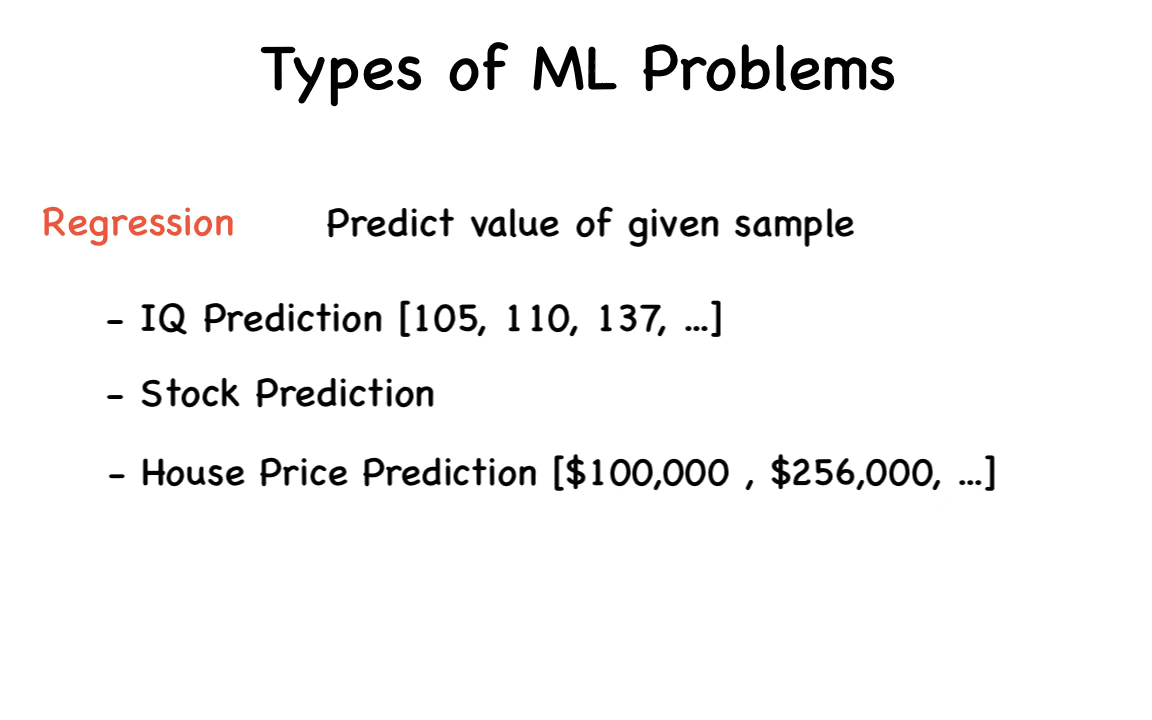 Types of ML Problems
Regression Predict value of given sample
- IQ Prediction [105, 110, 137, ...]
- Stock Prediction
- House Price Prediction [$100,000 , $256,000, ...]